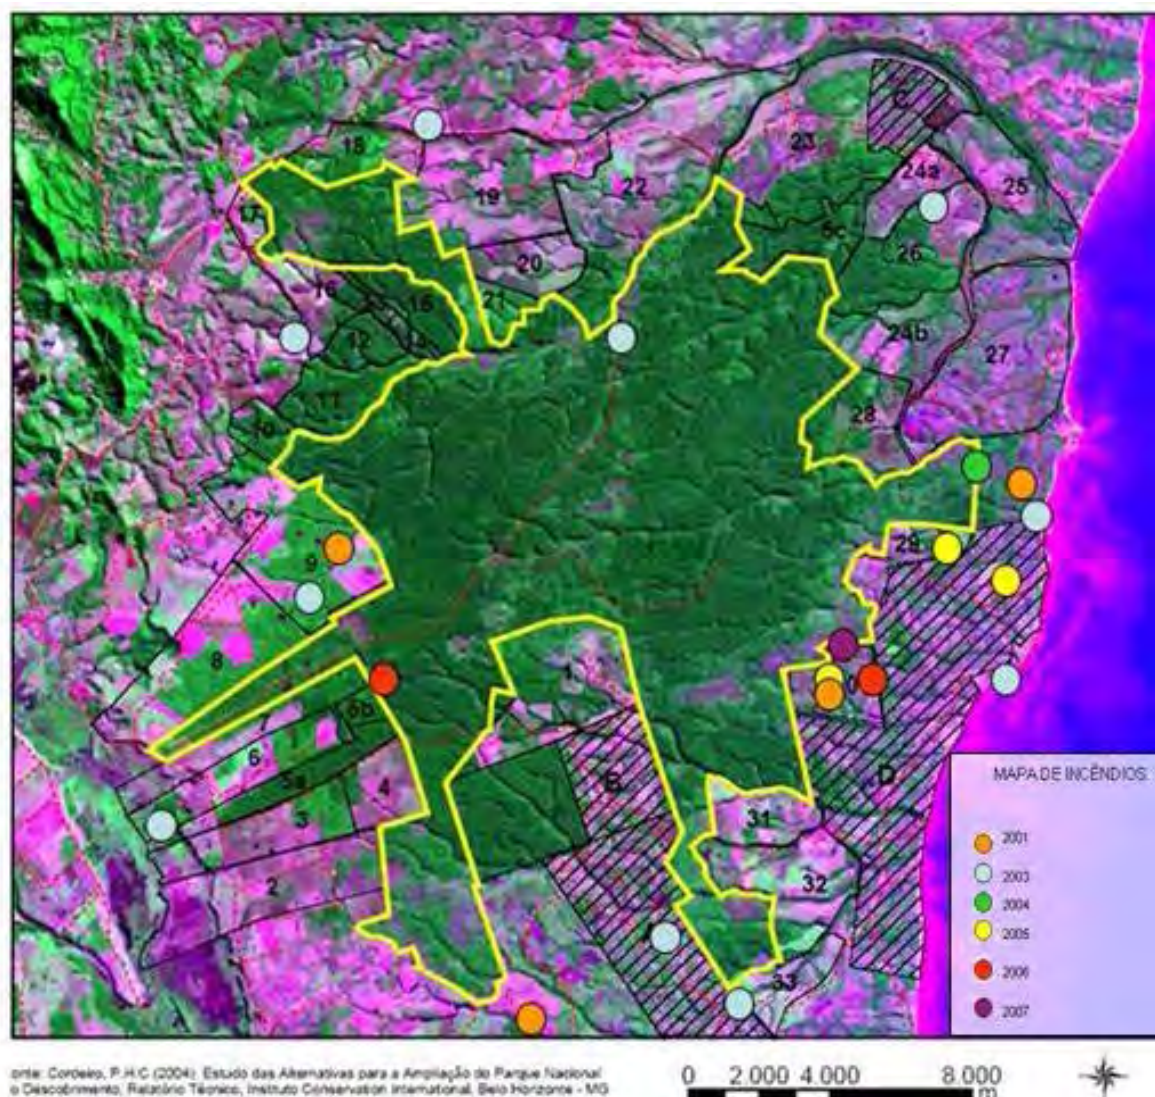 C
23
18
24a
25
19
22
17
5c
26
20
21
16
15
12
24b
27
11
28
10
29
9
8
1
5b
6
5a
B
D
4
3
31
2
32
33
A
MAPA DE INCÊNDIOS
2001
2003
2004
2005
2006
2007
onte: Cordeiro, P.H.C. (2004). Estudo das Alternativas para a Ampliação do Parque Nacional
o Descobrimento, Relatório Técnico, Instituto Conservation International, Belo Horizonte - MG
0 2.000 4.000 8.000
m